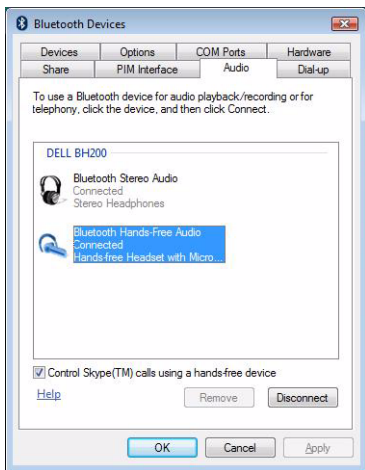 Bluetooth Devices
Devices Options COM Ports Hardware
Share PIM Interface Audio Dial-up
To use a Bluetooth device for audio playback/recording or for
telephony, click the device, and then click Connect.
DELL BH200
Bluetooth Stereo Audio
Connected
Stereo Headphones
Bluetooth Hands-Free Audio
Connected
Hands-free Headset with Micro...
Control Skype(TM) calls using a hands-free device
Help Remove Disconnect
OK Cancel Apply